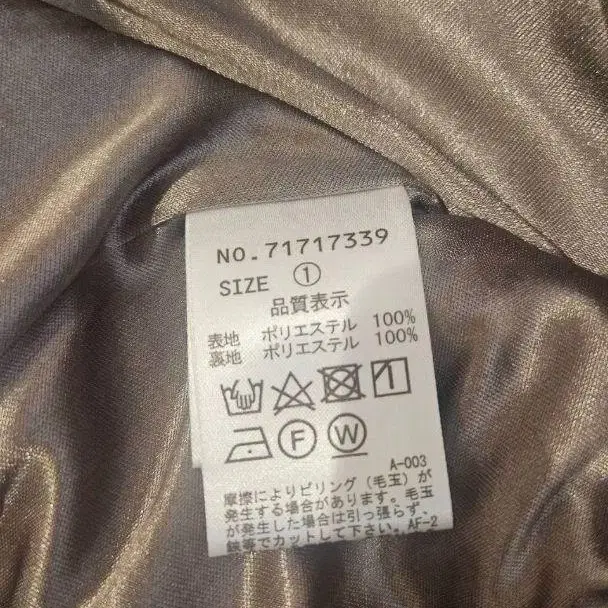 NO.71717339
SIZE ①
品質表示
表地 ポリエステル 100%
裏地 ポリエステル 100%
F W
A-003
摩擦によりピリング(毛玉)が
発生する場合があります。毛玉
が発生した場合は引っ張らず、
鋏等でカットして下さい。AF-2